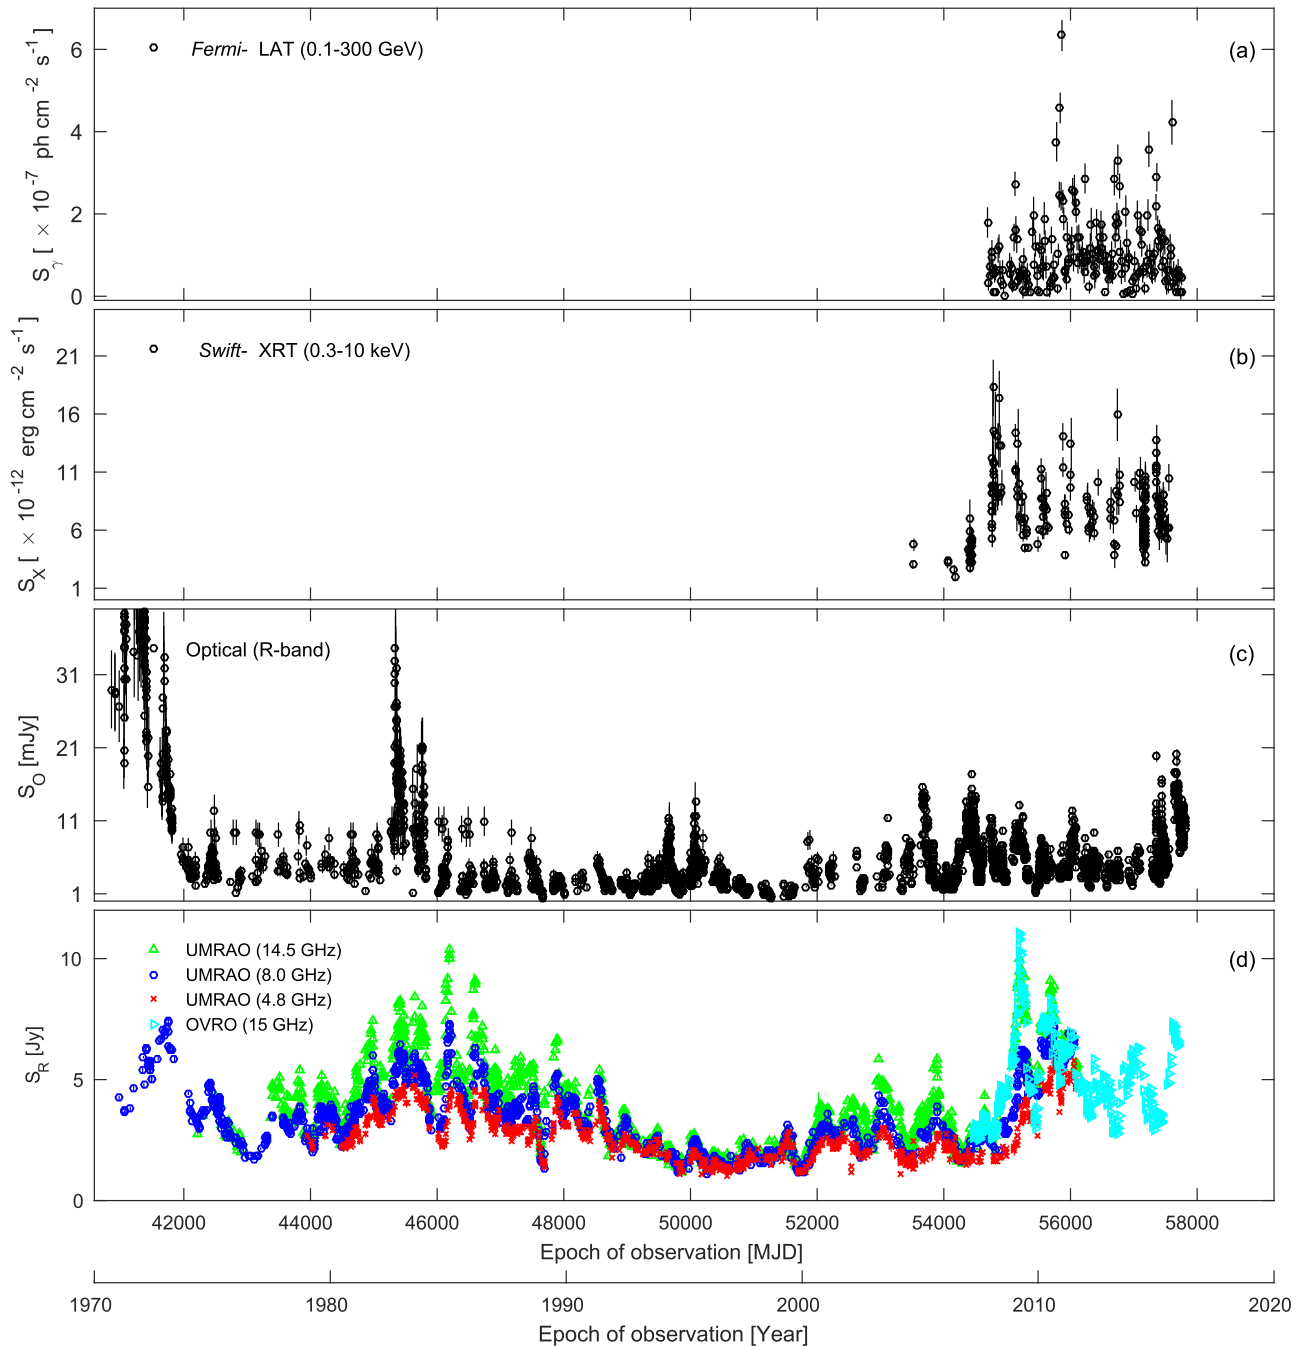 Fermi- LAT (0.1-300 GeV)
(a)
S_γ [ × 10^-7 ph cm^-2 s^-1 ]
6
4
2
0
Swift- XRT (0.3-10 keV)
(b)
S_X [ × 10^-12 erg cm^-2 s^-1 ]
21
16
11
6
1
Optical (R-band)
(c)
S_O [mJy]
31
21
11
1
UMRAO (14.5 GHz)
UMRAO (8.0 GHz)
UMRAO (4.8 GHz)
OVRO (15 GHz)
(d)
S_R [Jy]
10
5
0
42000 44000 46000 48000 50000 52000 54000 56000 58000
Epoch of observation [MJD]
1970 1980 1990 2000 2010 2020
Epoch of observation [Year]